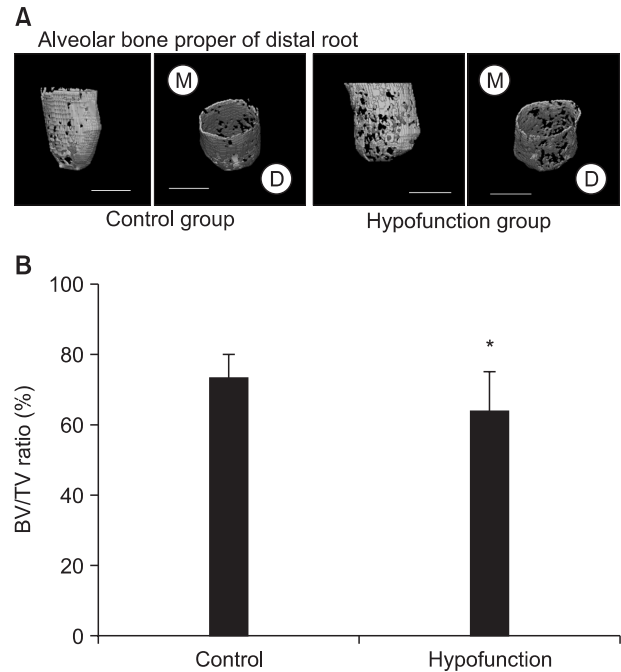 A
Alveolar bone proper of distal root
M
D
M
D
Control group
Hypofunction group
B
100
80
60
40
20
0
BV/TV ratio (%)
*
Control
Hypofunction